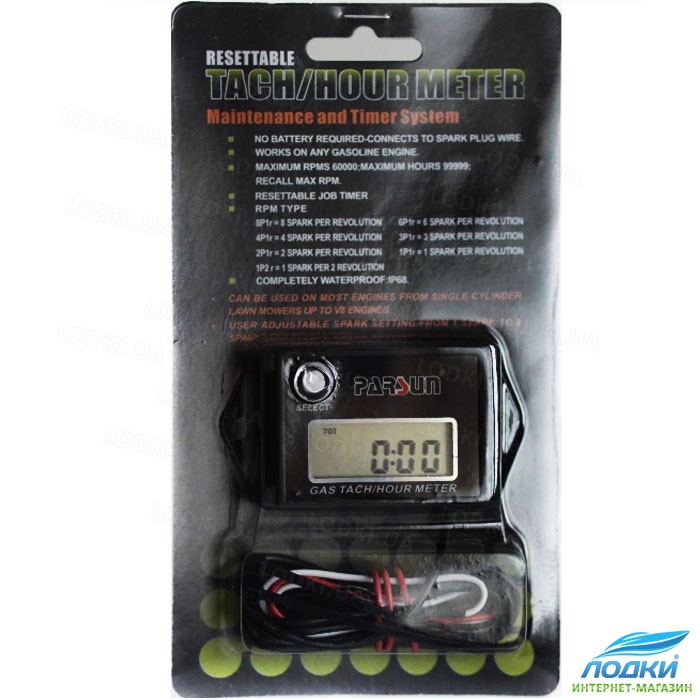 RESETTABLE
TACH/HOUR METER
Maintenance and Timer System
NO BATTERY REQUIRED-CONNECTS TO SPARK PLUG WIRE.
WORKS ON ANY GASOLINE ENGINE.
MAXIMUM RPMS 60000;MAXIMUM HOURS 99999;
RECALL MAX RPM.
RESETTABLE JOB TIMER
RPM TYPE
8P1r = 8 SPARK PER REVOLUTION 6P1r = 6 SPARK PER REVOLUTION
4P1r = 4 SPARK PER REVOLUTION 3P1r = 3 SPARK PER REVOLUTION
2P1r = 2 SPARK PER REVOLUTION 1P1r = 1 SPARK PER REVOLUTION
1P2 r = 1 SPARK PER 2 REVOLUTION
COMPLETELY WATERPROOF:IP68.
CAN BE USED ON MOST ENGINES FROM SINGLE CYLINDER
LAWN MOWERS UP TO V8 ENGINES.
USER ADJUSTABLE SPARK SETTING FROM 1 SPARK TO 8
PARSUN
SELECT
TOT
0:00
GAS TACH/HOUR METER
LODKI.UA
ЛОДКИ
ИНТЕРНЕТ-МАГАЗИН